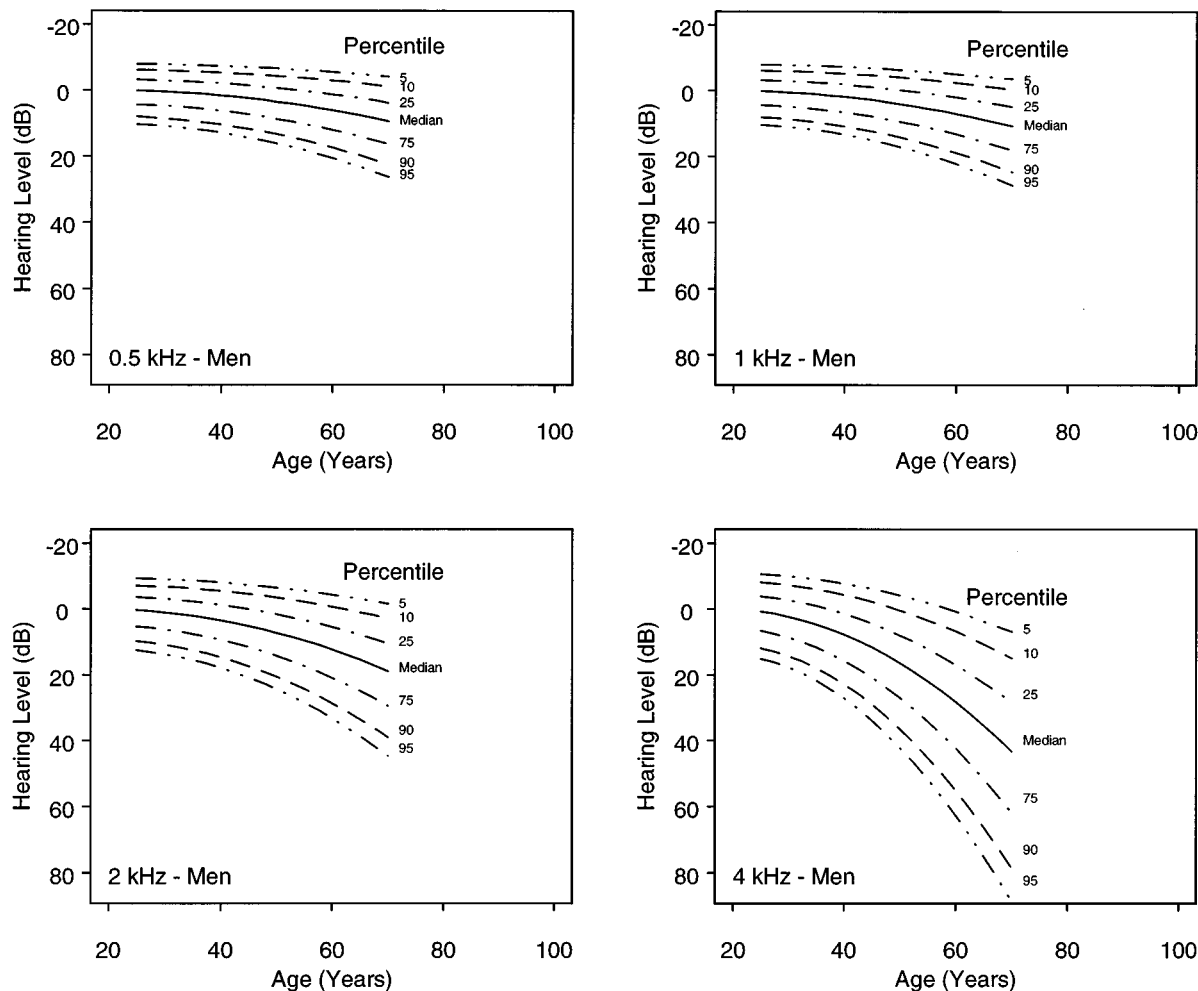 -20
0
20
40
60
80
Hearing Level (dB)
Percentile
5
10
25
Median
75
90
95
0.5 kHz - Men
20 40 60 80 100
Age (Years)
-20
0
20
40
60
80
Hearing Level (dB)
Percentile
5
10
25
Median
75
90
95
1 kHz - Men
20 40 60 80 100
Age (Years)
-20
0
20
40
60
80
Hearing Level (dB)
Percentile
5
10
25
Median
75
90
95
2 kHz - Men
20 40 60 80 100
Age (Years)
-20
0
20
40
60
80
Hearing Level (dB)
Percentile
5
10
25
Median
75
90
95
4 kHz - Men
20 40 60 80 100
Age (Years)